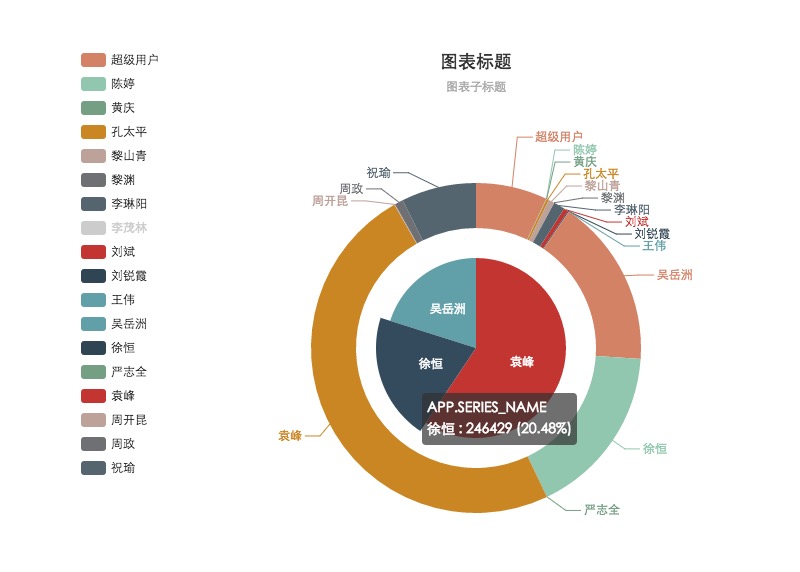 图表标题
图表子标题
超级用户
陈婷
黄庆
孔太平
黎山青
黎渊
李琳阳
李茂林
刘斌
刘锐霞
王伟
吴岳洲
徐恒
严志全
袁峰
周开昆
周政
祝瑜
超级用户
陈婷
黄庆
孔太平
黎山青
黎渊
李琳阳
刘斌
刘锐霞
王伟
吴岳洲
徐恒
严志全
袁峰
周开昆
周政
祝瑜
吴岳洲
徐恒
袁峰
APP.SERIES_NAME
徐恒 : 246429 (20.48%)